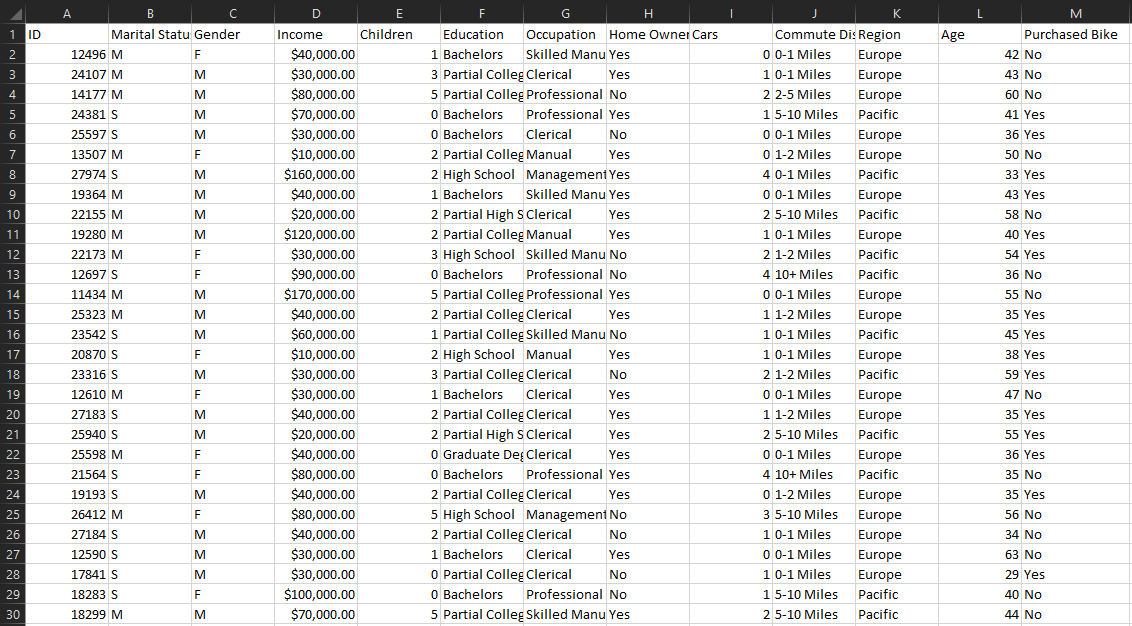 A B C D E F G H I J K L M
1 ID Marital Statu Gender Income Children Education Occupation Home Owner Cars Commute Dis Region Age Purchased Bike
2 12496 M F $40,000.00 1 Bachelors Skilled Manu Yes 0 0-1 Miles Europe 42 No
3 24107 M M $30,000.00 3 Partial Colleg Clerical Yes 1 0-1 Miles Europe 43 No
4 14177 M M $80,000.00 5 Partial Colleg Professional No 2 2-5 Miles Europe 60 No
5 24381 S M $70,000.00 0 Bachelors Professional Yes 1 5-10 Miles Pacific 41 Yes
6 25597 S M $30,000.00 0 Bachelors Clerical No 0 0-1 Miles Europe 36 Yes
7 13507 M F $10,000.00 2 Partial Colleg Manual Yes 0 1-2 Miles Europe 50 No
8 27974 S M $160,000.00 2 High School Management Yes 4 0-1 Miles Pacific 33 Yes
9 19364 M M $40,000.00 1 Bachelors Skilled Manu Yes 0 0-1 Miles Europe 43 Yes
10 22155 M M $20,000.00 2 Partial High S Clerical Yes 2 5-10 Miles Pacific 58 No
11 19280 M M $120,000.00 2 Partial Colleg Manual Yes 1 0-1 Miles Europe 40 Yes
12 22173 M F $30,000.00 3 High School Skilled Manu No 2 1-2 Miles Pacific 54 Yes
13 12697 S F $90,000.00 0 Bachelors Professional No 4 10+ Miles Pacific 36 No
14 11434 M M $170,000.00 5 Partial Colleg Professional Yes 0 0-1 Miles Europe 55 No
15 25323 M M $40,000.00 2 Partial Colleg Clerical Yes 1 1-2 Miles Europe 35 Yes
16 23542 S M $60,000.00 1 Partial Colleg Skilled Manu No 1 0-1 Miles Pacific 45 Yes
17 20870 S F $10,000.00 2 High School Manual Yes 1 0-1 Miles Europe 38 Yes
18 23316 S M $30,000.00 3 Partial Colleg Clerical No 2 1-2 Miles Pacific 59 Yes
19 12610 M F $30,000.00 1 Bachelors Clerical Yes 0 0-1 Miles Europe 47 No
20 27183 S M $40,000.00 2 Partial Colleg Clerical Yes 1 1-2 Miles Europe 35 Yes
21 25940 S M $20,000.00 2 Partial High S Clerical Yes 2 5-10 Miles Pacific 55 Yes
22 25598 M F $40,000.00 0 Graduate Deg Clerical Yes 0 0-1 Miles Europe 36 Yes
23 21564 S F $80,000.00 0 Bachelors Professional Yes 4 10+ Miles Pacific 35 No
24 19193 S M $40,000.00 2 Partial Colleg Clerical Yes 0 1-2 Miles Europe 35 Yes
25 26412 M F $80,000.00 5 High School Management No 3 5-10 Miles Europe 56 No
26 27184 S M $40,000.00 2 Partial Colleg Clerical No 1 0-1 Miles Europe 34 No
27 12590 S M $30,000.00 1 Bachelors Clerical Yes 0 0-1 Miles Europe 63 No
28 17841 S M $30,000.00 0 Partial Colleg Clerical No 1 0-1 Miles Europe 29 Yes
29 18283 S F $100,000.00 0 Bachelors Professional No 1 5-10 Miles Pacific 40 No
30 18299 M M $70,000.00 5 Partial Colleg Skilled Manu Yes 2 5-10 Miles Pacific 44 No